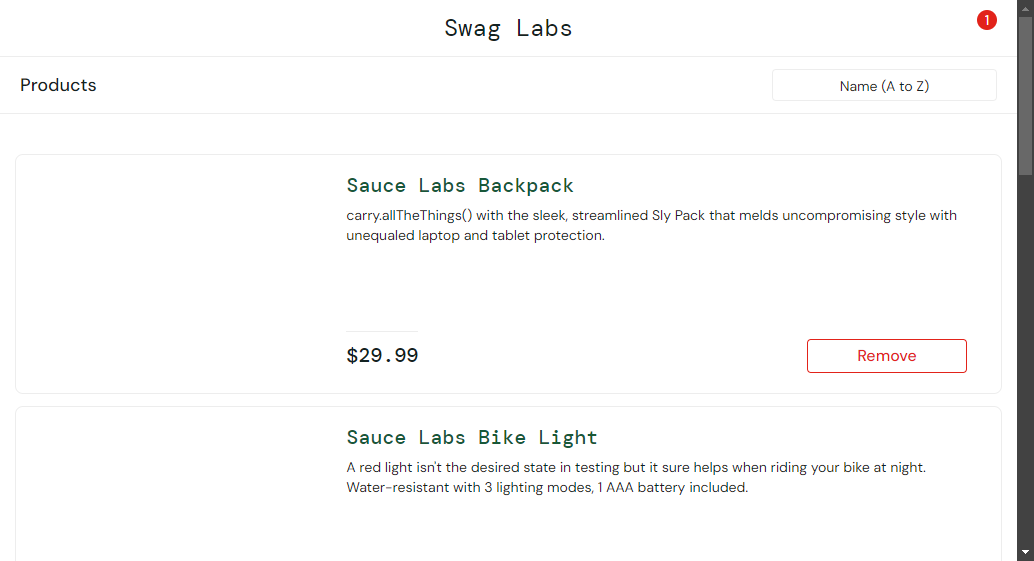 Swag Labs
1
Products
Name (A to Z)
Sauce Labs Backpack
carry.allTheThings() with the sleek, streamlined Sly Pack that melds uncompromising style with
unequaled laptop and tablet protection.
$29.99
Remove
Sauce Labs Bike Light
A red light isn't the desired state in testing but it sure helps when riding your bike at night.
Water-resistant with 3 lighting modes, 1 AAA battery included.